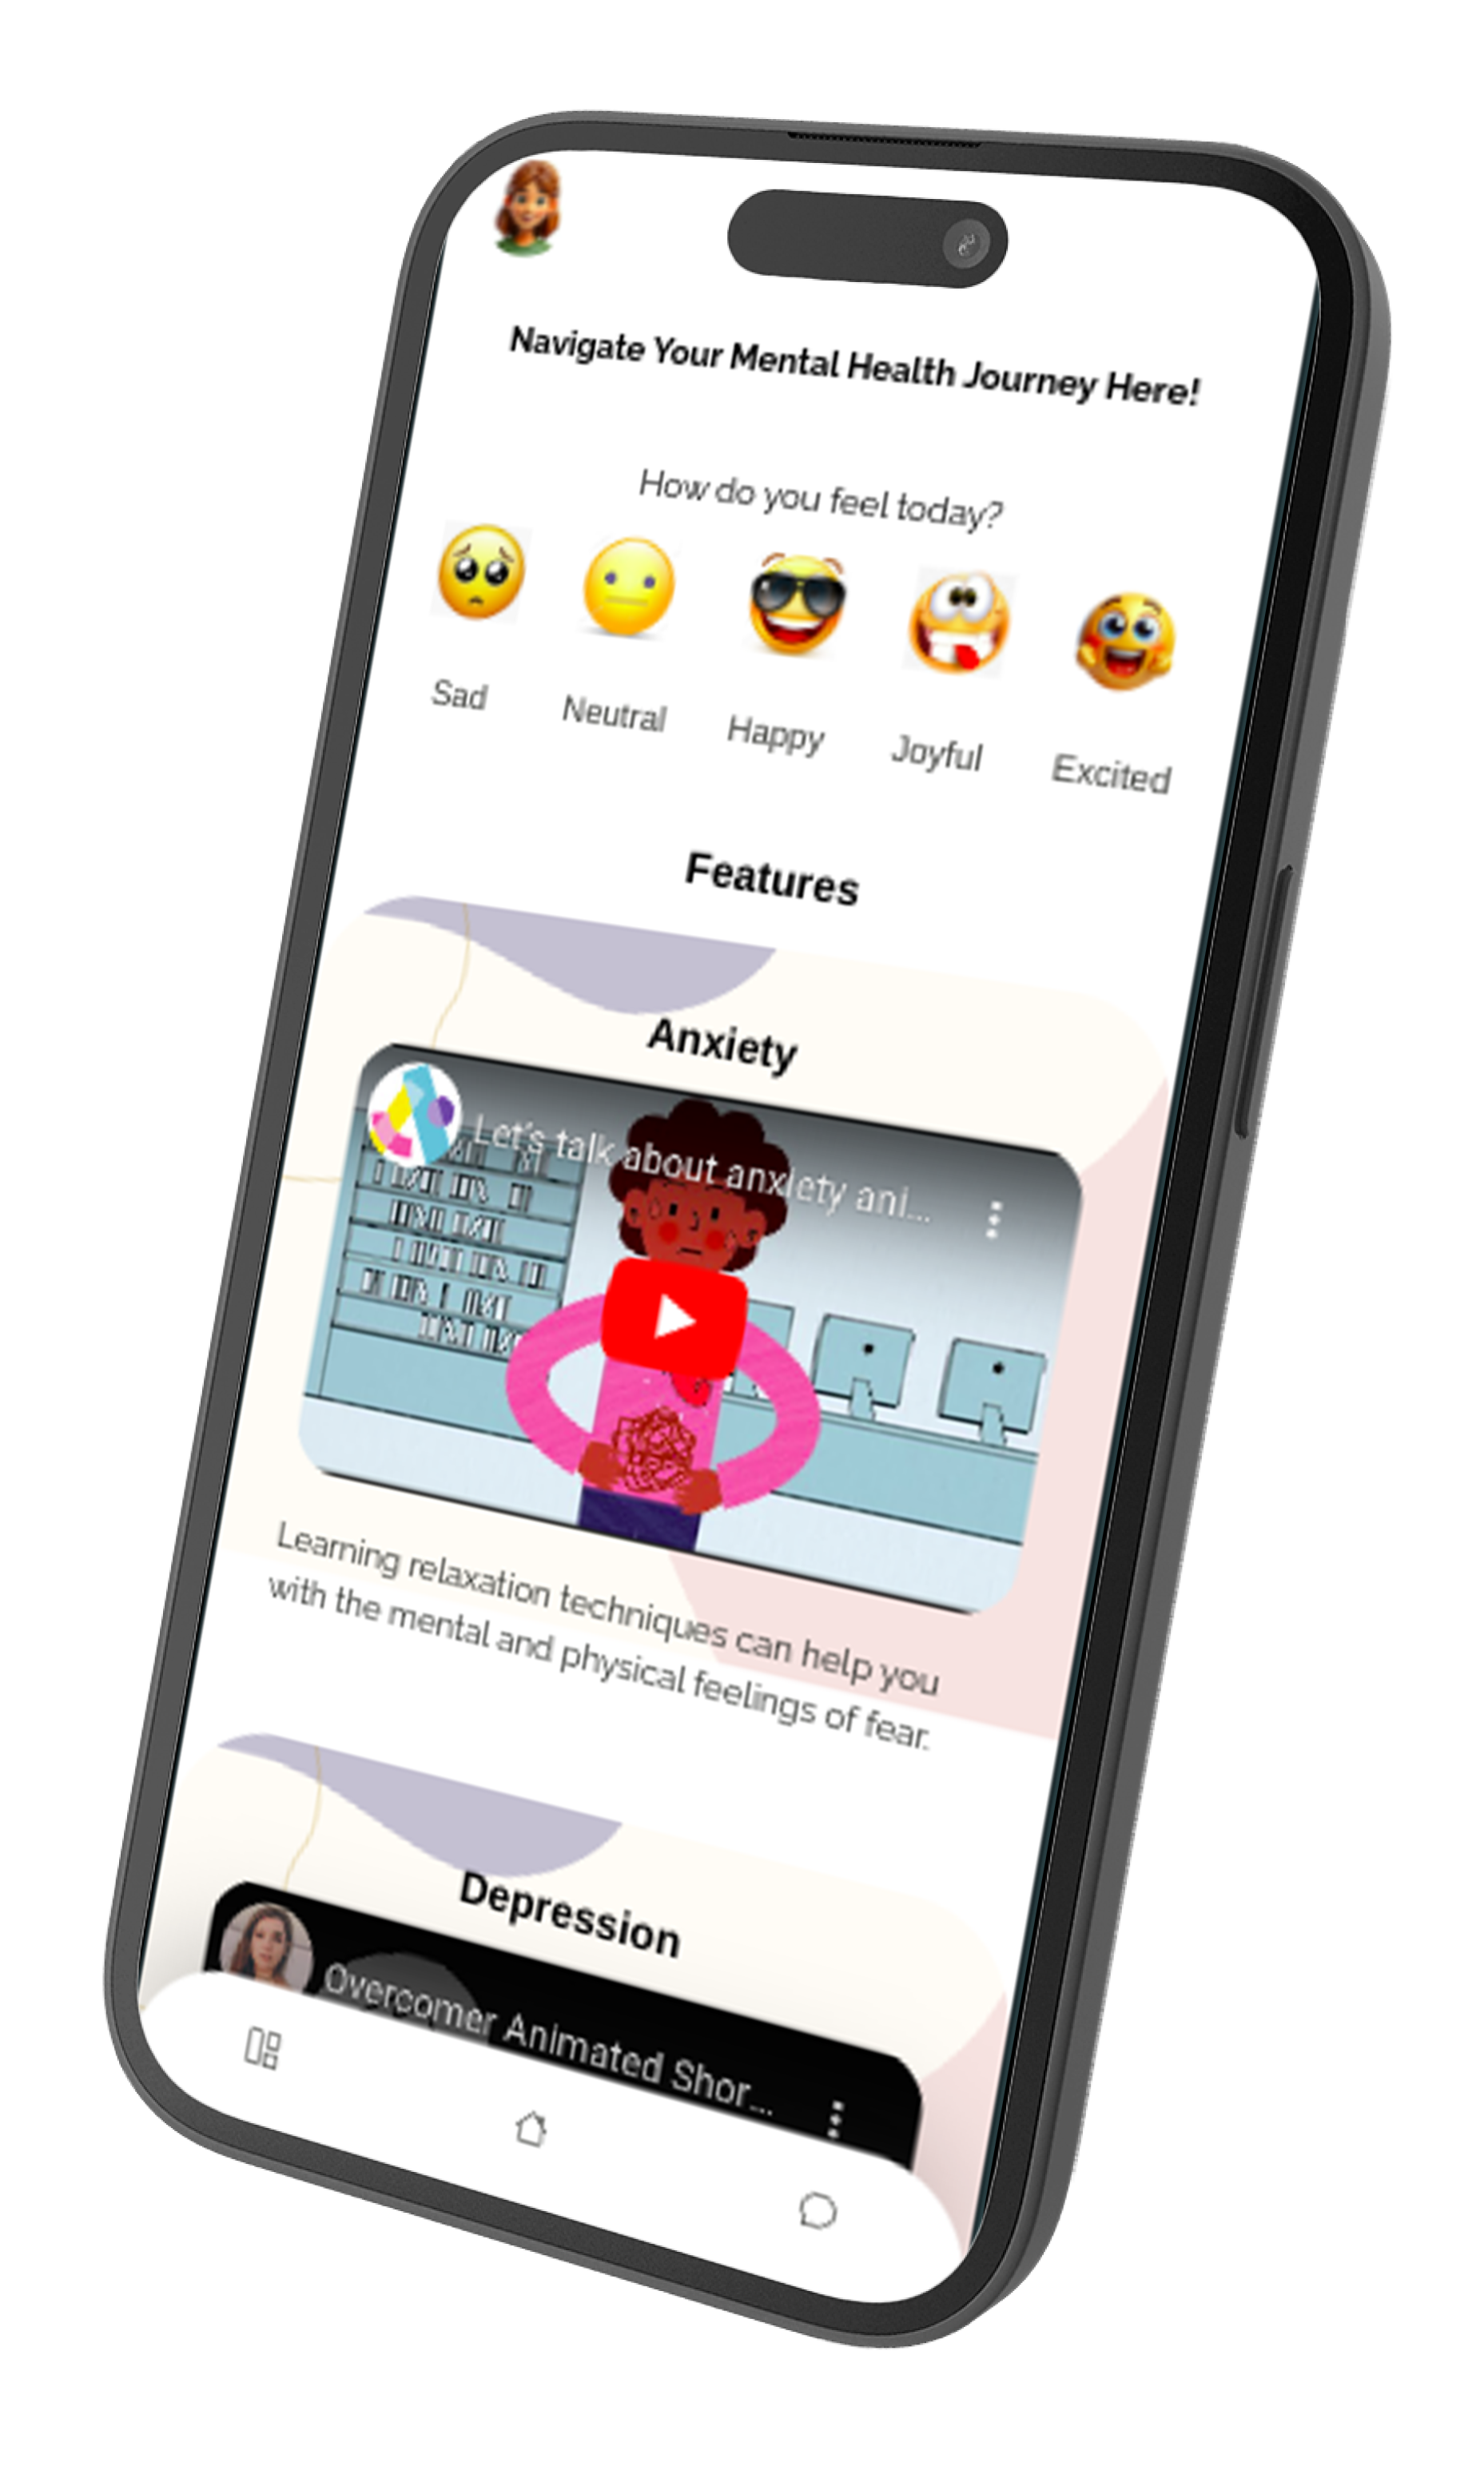 Navigate Your Mental Health Journey Here!
How do you feel today?
Sad Neutral Happy Joyful Excited
Features
Anxiety
Let's talk about anxiety ani...
Learning relaxation techniques can help you
with the mental and physical feelings of fear.
Depression
Overcomer Animated Shor...